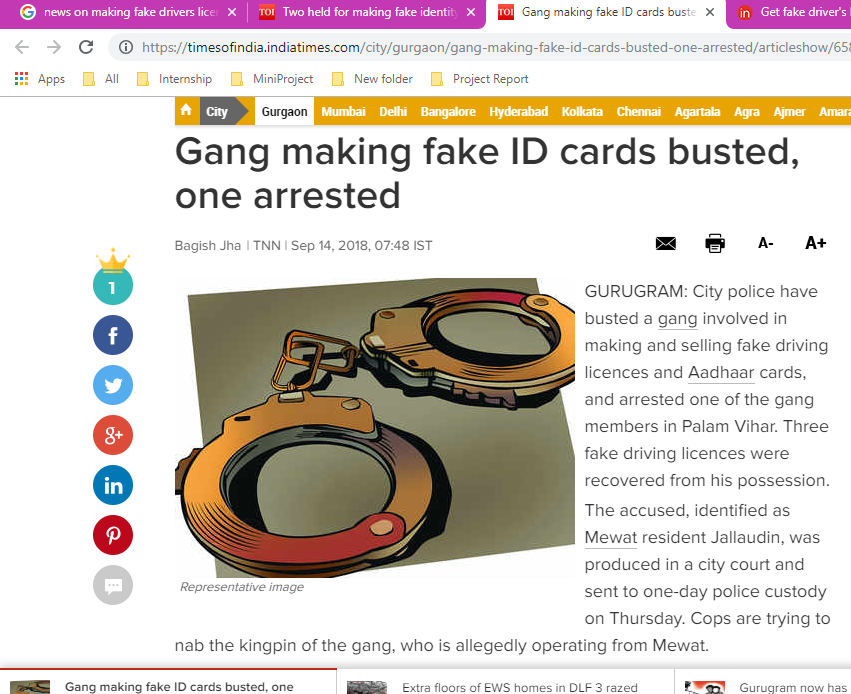 news on making fake drivers licen
TOI Two held for making fake identity
TOI Gang making fake ID cards buste
in Get fake driver's l
https://timesofindia.indiatimes.com/city/gurgaon/gang-making-fake-id-cards-busted-one-arrested/articleshow/658
Apps All Internship MiniProject New folder Project Report
City Gurgaon Mumbai Delhi Bangalore Hyderabad Kolkata Chennai Agartala Agra Ajmer Amara
Gang making fake ID cards busted,
one arrested
Bagish Jha | TNN | Sep 14, 2018, 07:48 IST
A- A+
1
f
g+
in
GURUGRAM: City police have
busted a gang involved in
making and selling fake driving
licences and Aadhaar cards,
and arrested one of the gang
members in Palam Vihar. Three
fake driving licences were
recovered from his possession.
The accused, identified as
Mewat resident Jallaudin, was
produced in a city court and
sent to one-day police custody
on Thursday. Cops are trying to
nab the kingpin of the gang, who is allegedly operating from Mewat.
Representative image
Gang making fake ID cards busted, one
Extra floors of EWS homes in DLF 3 razed
Gurugram now has